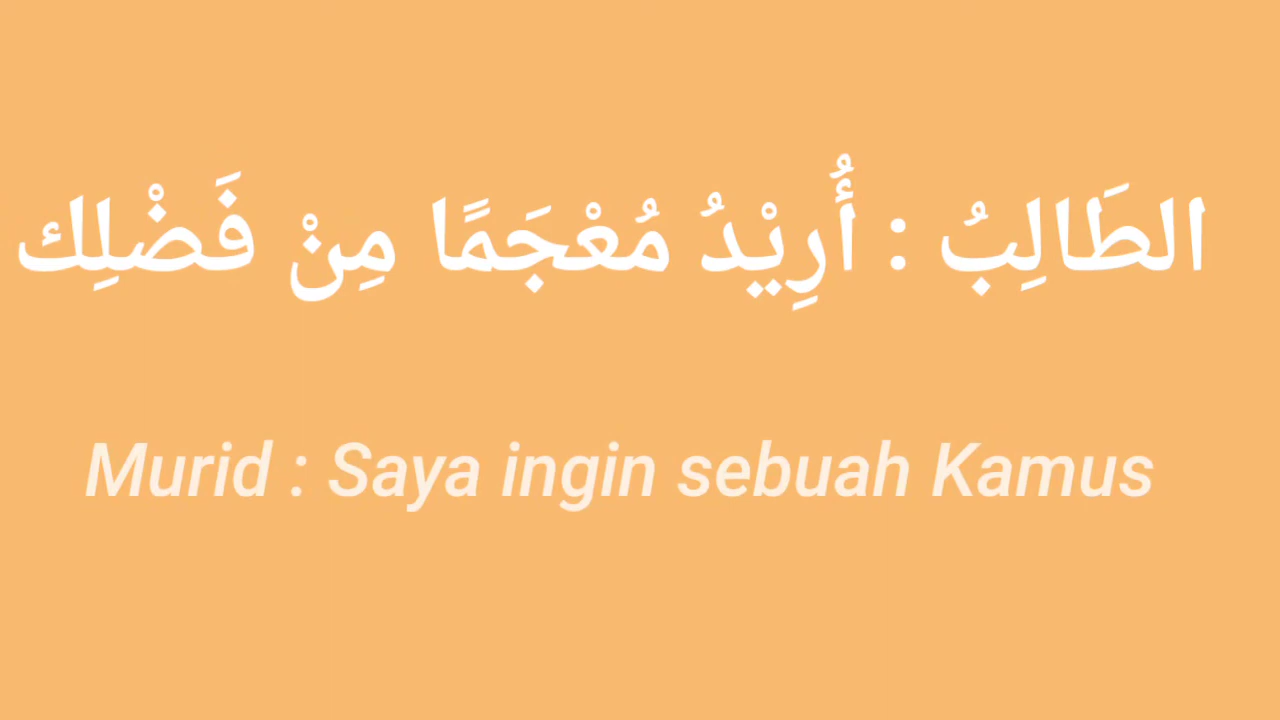 الطَالِبُ : أُرِيْدُ مُعْجَمًا مِنْ فَضْلِك
Murid : Saya ingin sebuah Kamus